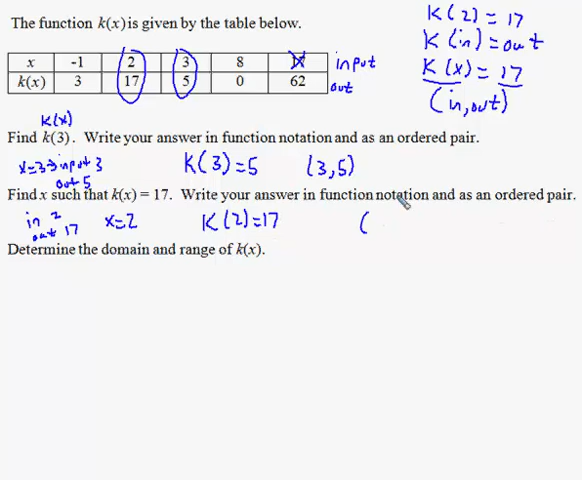 The function k(x) is given by the table below.
K(2) = 17
K(in) = out
K(x) = 17
(in, out)
x -1 2 3 8 input
k(x) 3 17 5 0 62 out
K(x)
Find k(3). Write your answer in function notation and as an ordered pair.
x=3→input 3
out 5
K(3)=5 (3,5)
Find x such that k(x) = 17. Write your answer in function notation and as an ordered pair.
in 2
out 17
x=2 K(2)=17 (
Determine the domain and range of k(x).